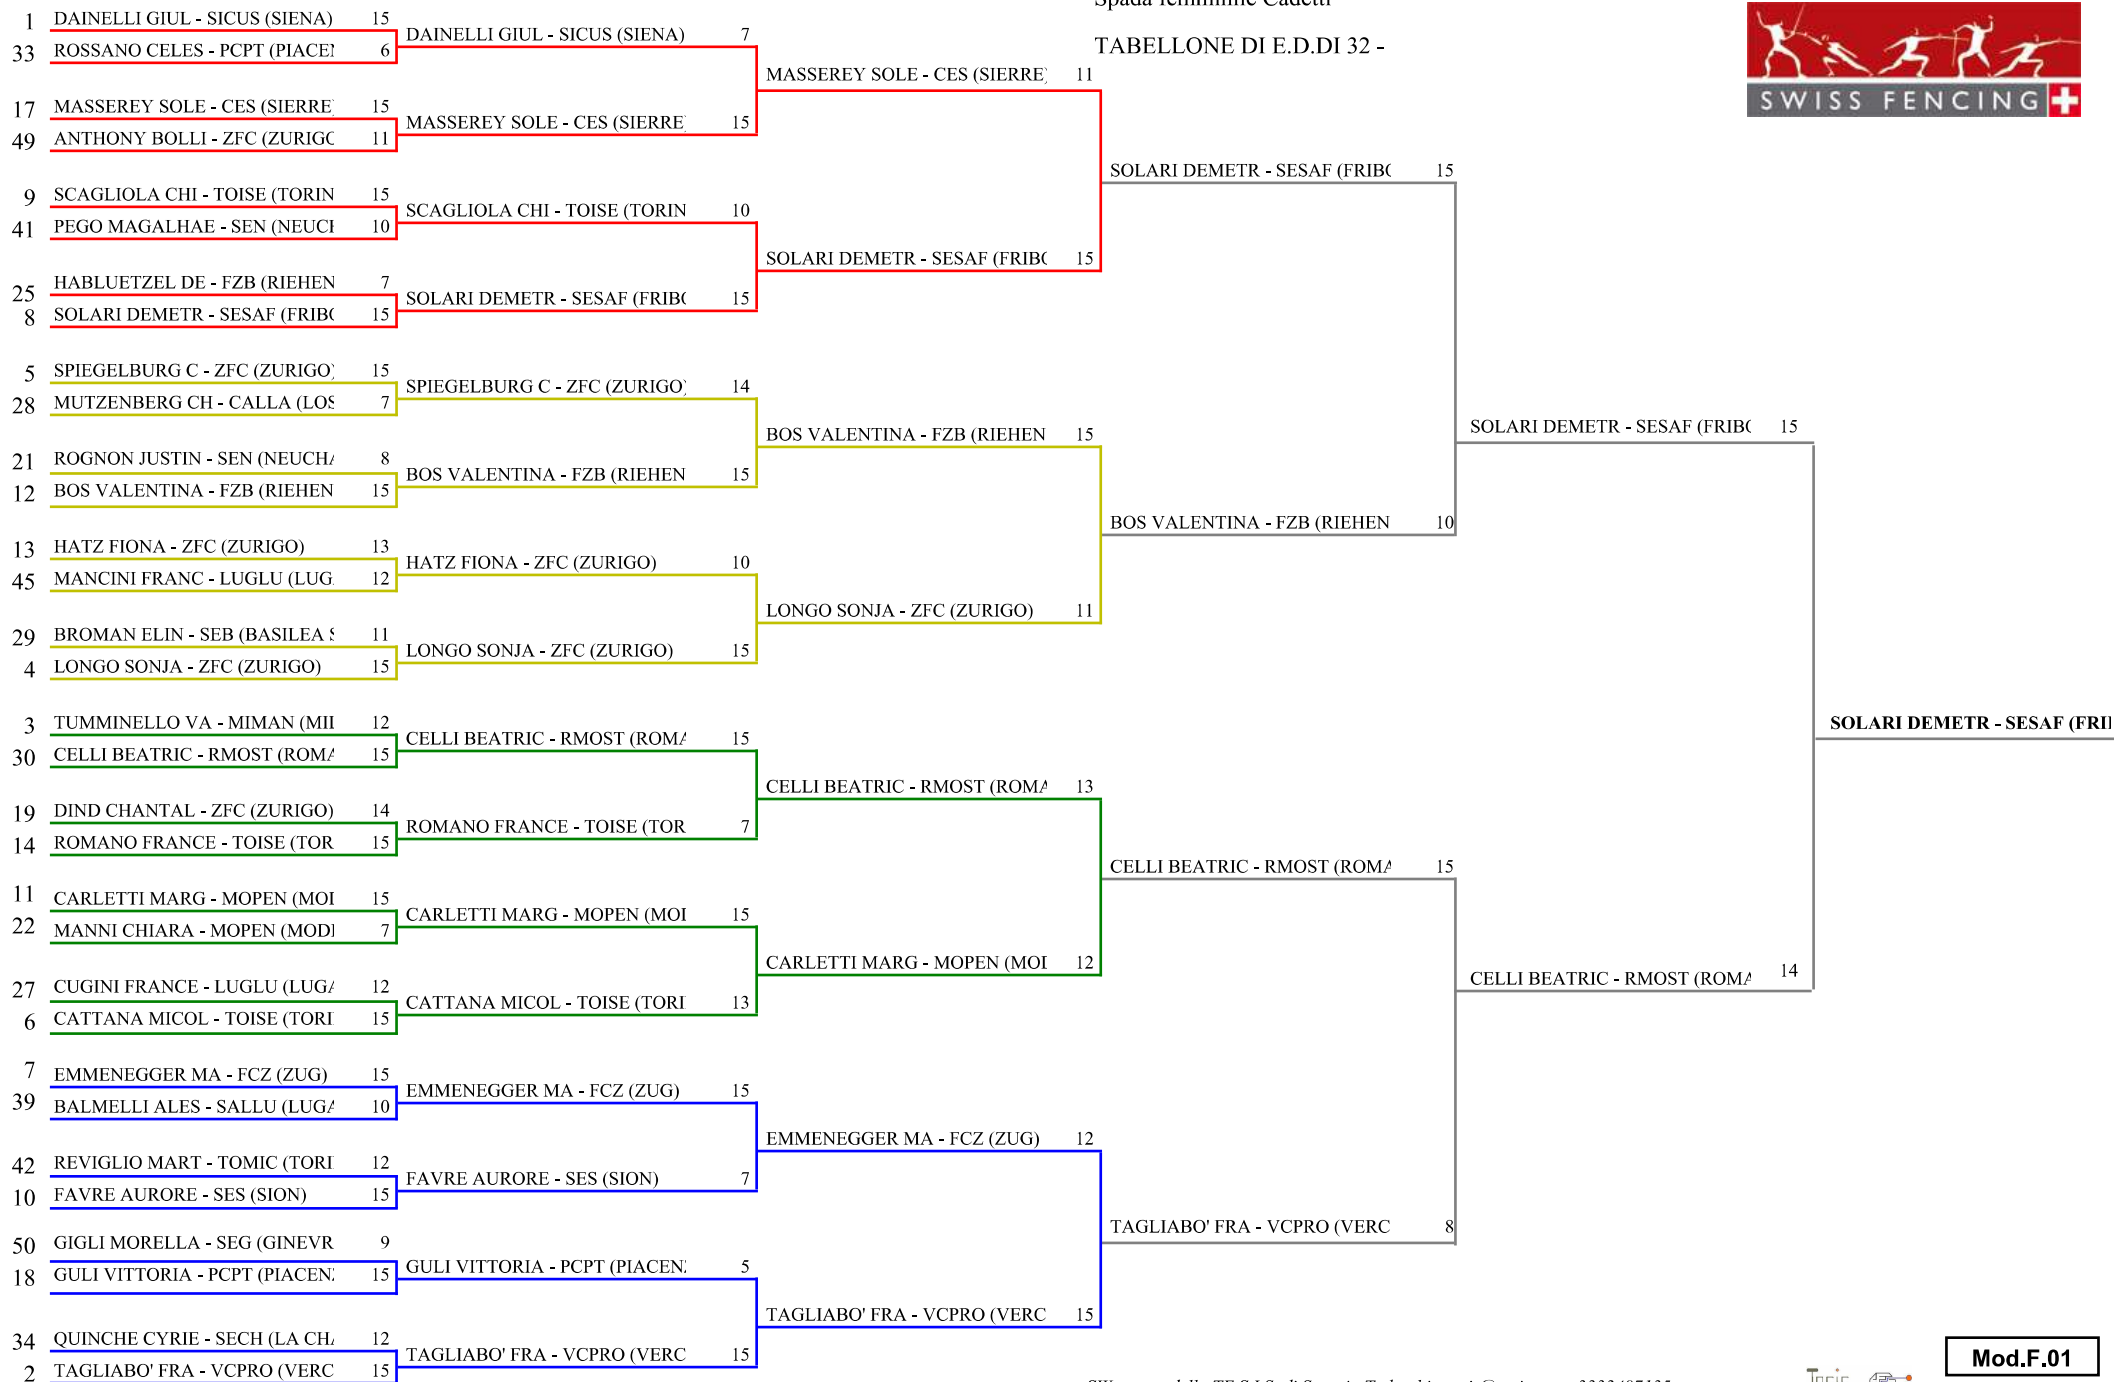 Spada femminile Cadetti
TABELLONE DI E.D.DI 32 -
SWISS FENCING
1 DAINELLI GIUL - SICUS (SIENA) 15
33 ROSSANO CELES - PCPT (PIACEN 6
17 MASSEREY SOLE - CES (SIERRE) 15
49 ANTHONY BOLLI - ZFC (ZURIGO 11
9 SCAGLIOLA CHI - TOISE (TORIN 15
41 PEGO MAGALHAE - SEN (NEUCH 10
25 HABLUETZEL DE - FZB (RIEHEN 7
8 SOLARI DEMETR - SESAF (FRIBO 15
5 SPIEGELBURG C - ZFC (ZURIGO) 15
28 MUTZENBERG CH - CALLA (LOS 7
21 ROGNON JUSTIN - SEN (NEUCHA 8
12 BOS VALENTINA - FZB (RIEHEN 15
13 HATZ FIONA - ZFC (ZURIGO) 13
45 MANCINI FRANC - LUGLU (LUG 12
29 BROMAN ELIN - SEB (BASILEA S 11
4 LONGO SONJA - ZFC (ZURIGO) 15
3 TUMMINELLO VA - MIMAN (MIL 12
30 CELLI BEATRIC - RMOST (ROMA 15
19 DIND CHANTAL - ZFC (ZURIGO) 14
14 ROMANO FRANCE - TOISE (TOR 15
11 CARLETTI MARG - MOPEN (MOD 15
22 MANNI CHIARA - MOPEN (MODE 7
27 CUGINI FRANCE - LUGLU (LUGA 12
6 CATTANA MICOL - TOISE (TORI 15
7 EMMENEGGER MA - FCZ (ZUG) 15
39 BALMELLI ALES - SALLU (LUGA 10
42 REVIGLIO MART - TOMIC (TORI 12
10 FAVRE AURORE - SES (SION) 15
50 GIGLI MORELLA - SEG (GINEVR 9
18 GULI VITTORIA - PCPT (PIACEN 15
34 QUINCHE CYRIE - SECH (LA CHA 12
2 TAGLIABO' FRA - VCPRO (VERC 15
DAINELLI GIUL - SICUS (SIENA) 7
MASSEREY SOLE - CES (SIERRE) 15
SCAGLIOLA CHI - TOISE (TORIN 10
SOLARI DEMETR - SESAF (FRIBO 15
SPIEGELBURG C - ZFC (ZURIGO) 14
BOS VALENTINA - FZB (RIEHEN 15
HATZ FIONA - ZFC (ZURIGO) 10
LONGO SONJA - ZFC (ZURIGO) 15
CELLI BEATRIC - RMOST (ROMA 15
ROMANO FRANCE - TOISE (TOR 7
CARLETTI MARG - MOPEN (MOD 15
CATTANA MICOL - TOISE (TORI 13
EMMENEGGER MA - FCZ (ZUG) 15
FAVRE AURORE - SES (SION) 7
GULI VITTORIA - PCPT (PIACEN 5
TAGLIABO' FRA - VCPRO (VERC 15
MASSEREY SOLE - CES (SIERRE) 11
SOLARI DEMETR - SESAF (FRIBO 15
BOS VALENTINA - FZB (RIEHEN 15
LONGO SONJA - ZFC (ZURIGO) 11
CELLI BEATRIC - RMOST (ROMA 13
CARLETTI MARG - MOPEN (MOD 12
EMMENEGGER MA - FCZ (ZUG) 12
TAGLIABO' FRA - VCPRO (VERC 15
SOLARI DEMETR - SESAF (FRIBO 15
BOS VALENTINA - FZB (RIEHEN 10
CELLI BEATRIC - RMOST (ROMA 15
TAGLIABO' FRA - VCPRO (VERC 8
SOLARI DEMETR - SESAF (FRIBO 15
CELLI BEATRIC - RMOST (ROMA 14
SOLARI DEMETR - SESAF (FRI
Mod.F.01